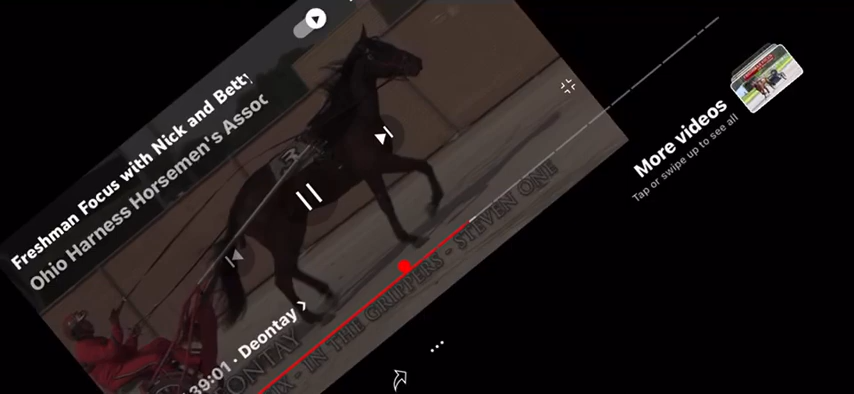 Freshman Focus with Nick and Betty
Ohio Harness Horsemen's Assoc
More videos
Tap or swipe up to see all
3
39:01 · Deontay >
IN THE GRIPPERS - STEVEN ONE